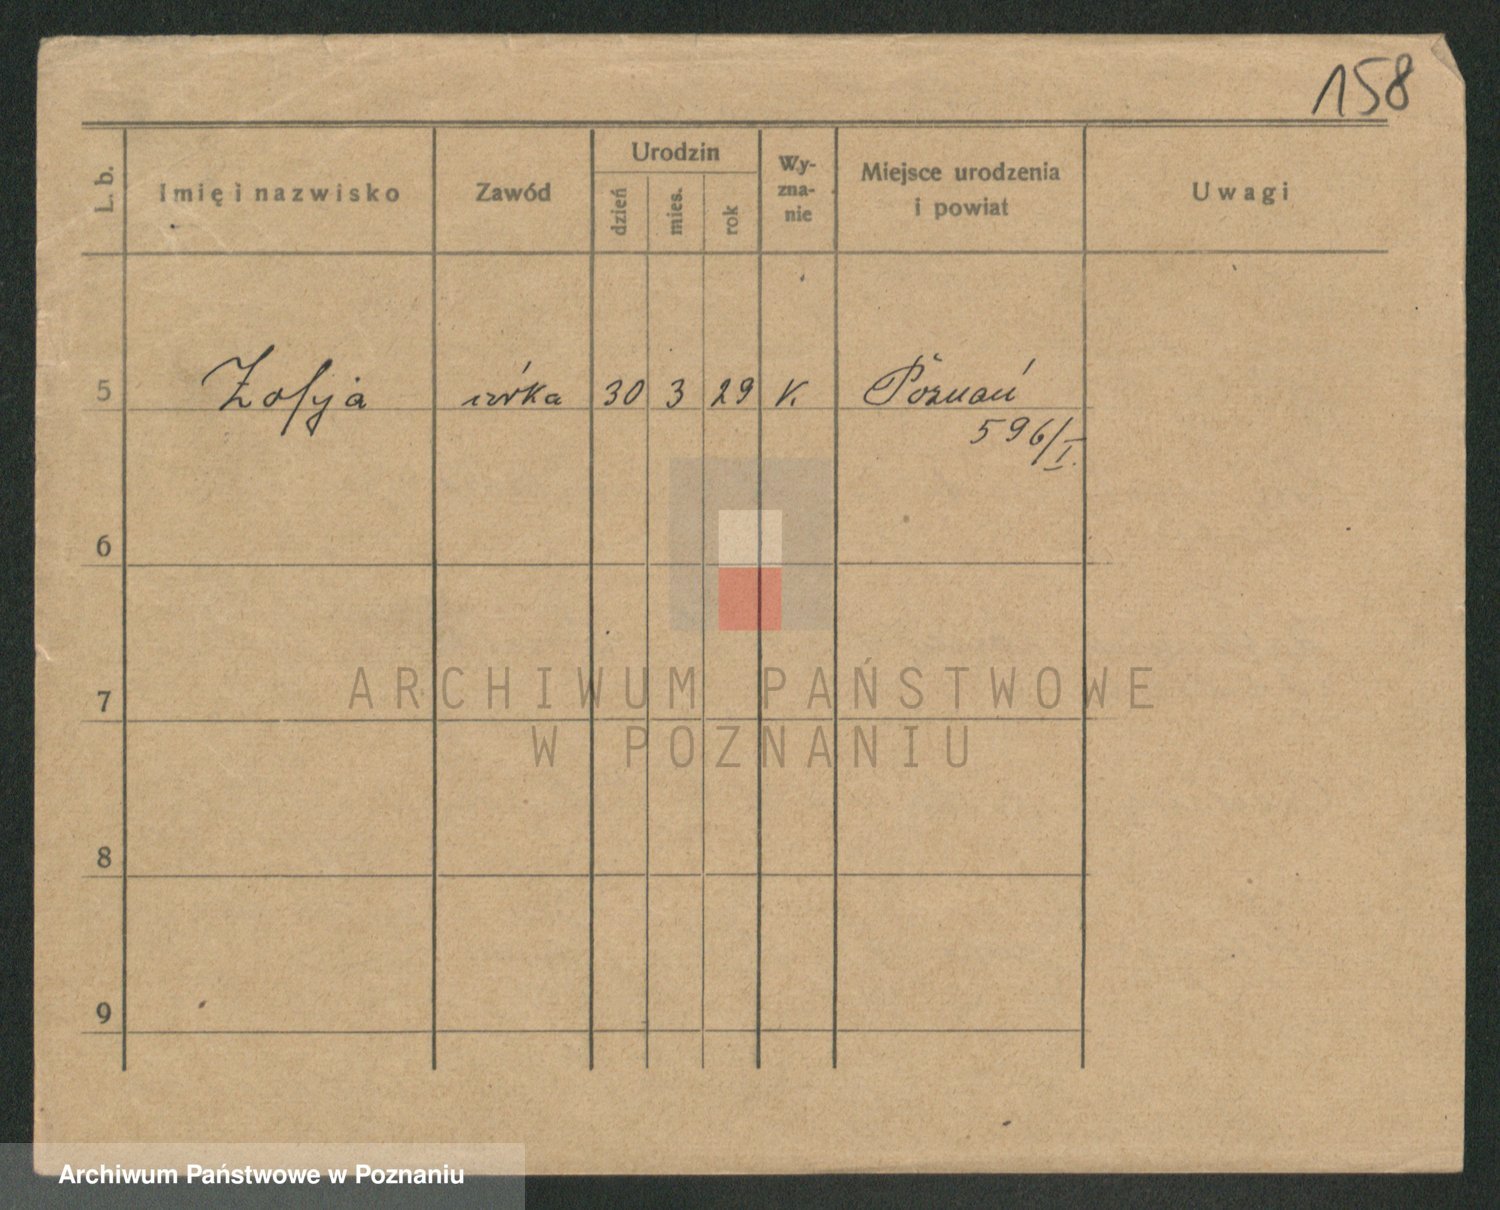 158
L. b. Imię i nazwisko Zawód Urodzin dzień mies. rok Wy-zna-nie Miejsce urodzenia i powiat Uwagi
5 Zofja córka 30 3 29 k. Poznań
596/I.
6
7
8
9
ARCHIWUM PAŃSTWOWE
W POZNANIU
Archiwum Państwowe w Poznaniu